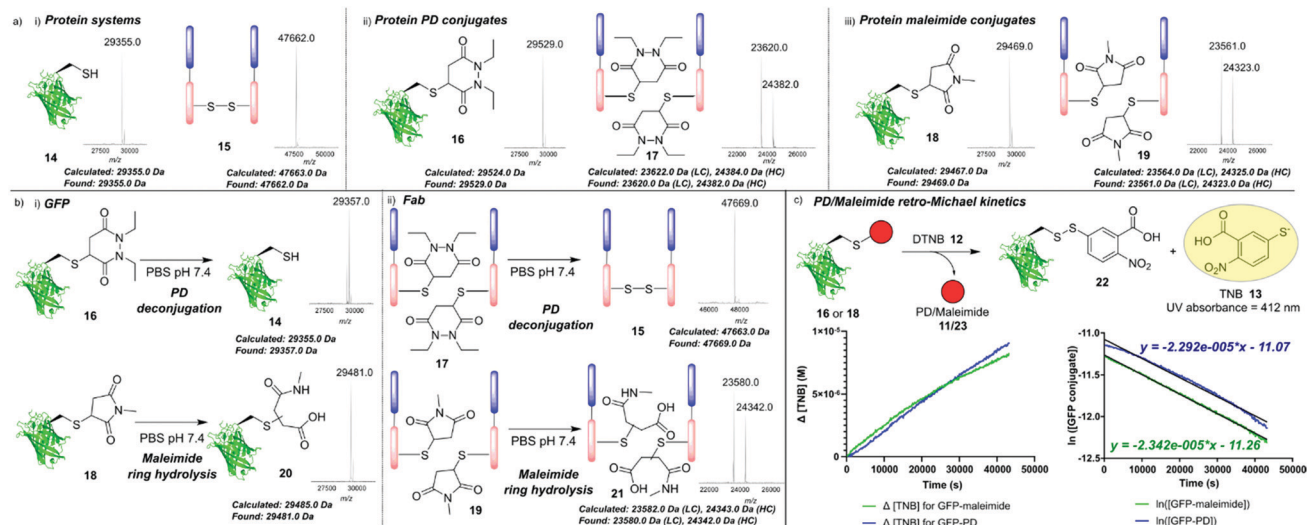 a) i) Protein systems
29355.0
SH
27500 30000
m/z
14
Calculated: 29355.0 Da
Found: 29355.0 Da
47662.0
S S
47500 50000
m/z
15
Calculated: 47663.0 Da
Found: 47662.0 Da
ii) Protein PD conjugates
29529.0
O
N
N
S
O
27500 30000
m/z
16
Calculated: 29524.0 Da
Found: 29529.0 Da
N N
O O
S S
O O
N N
17
23620.0
24382.0
22000 24000 26000
m/z
Calculated: 23622.0 Da (LC), 24384.0 Da (HC)
Found: 23620.0 Da (LC), 24382.0 Da (HC)
iii) Protein maleimide conjugates
29469.0
O
N
S
O
27500 30000
m/z
18
Calculated: 29467.0 Da
Found: 29469.0 Da
N
O O
S S
O O
N
19
23561.0
24323.0
22000 24000 26000
m/z
Calculated: 23564.0 Da (LC), 24325.0 Da (HC)
Found: 23561.0 Da (LC), 24323.0 Da (HC)
b) i) GFP
O
N
N
S
O
16
PBS pH 7.4
PD
deconjugation
SH
14
29357.0
27500 30000
m/z
Calculated: 29355.0 Da
Found: 29357.0 Da
O
N
S
O
18
PBS pH 7.4
Maleimide
ring hydrolysis
NH
O
S
OH
O
20
29481.0
27500 30000
m/z
Calculated: 29485.0 Da
Found: 29481.0 Da
ii) Fab
N N
O O
S S
O O
N N
17
PBS pH 7.4
PD
deconjugation
S S
15
47669.0
46000 48000
m/z
Calculated: 47663.0 Da
Found: 47669.0 Da
N
O O
S S
O O
N
19
PBS pH 7.4
Maleimide
ring hydrolysis
NH
O OH
O
S S
O O
OH HN
21
23580.0
24342.0
22000 24000 26000
m/z
Calculated: 23582.0 Da (LC), 24343.0 Da (HC)
Found: 23580.0 Da (LC), 24342.0 Da (HC)
c) PD/Maleimide retro-Michael kinetics
S
16 or 18
DTNB 12
PD/Maleimide
11/23
S S
O
OH
NO₂
22
+
O
HO
O₂N
S⁻
TNB 13
UV absorbance = 412 nm
Δ [TNB] (M)
1×10⁻⁵
5×10⁻⁶
0
0 10000 20000 30000 40000 50000
Time (s)
Δ [TNB] for GFP-maleimide
Δ [TNB] for GFP-PD
ln ([GFP conjugate])
-11.0
-11.5
-12.0
-12.5
y = -2.292e-005*x - 11.07
y = -2.342e-005*x - 11.26
0 10000 20000 30000 40000 50000
Time (s)
ln([GFP-maleimide])
ln([GFP-PD])